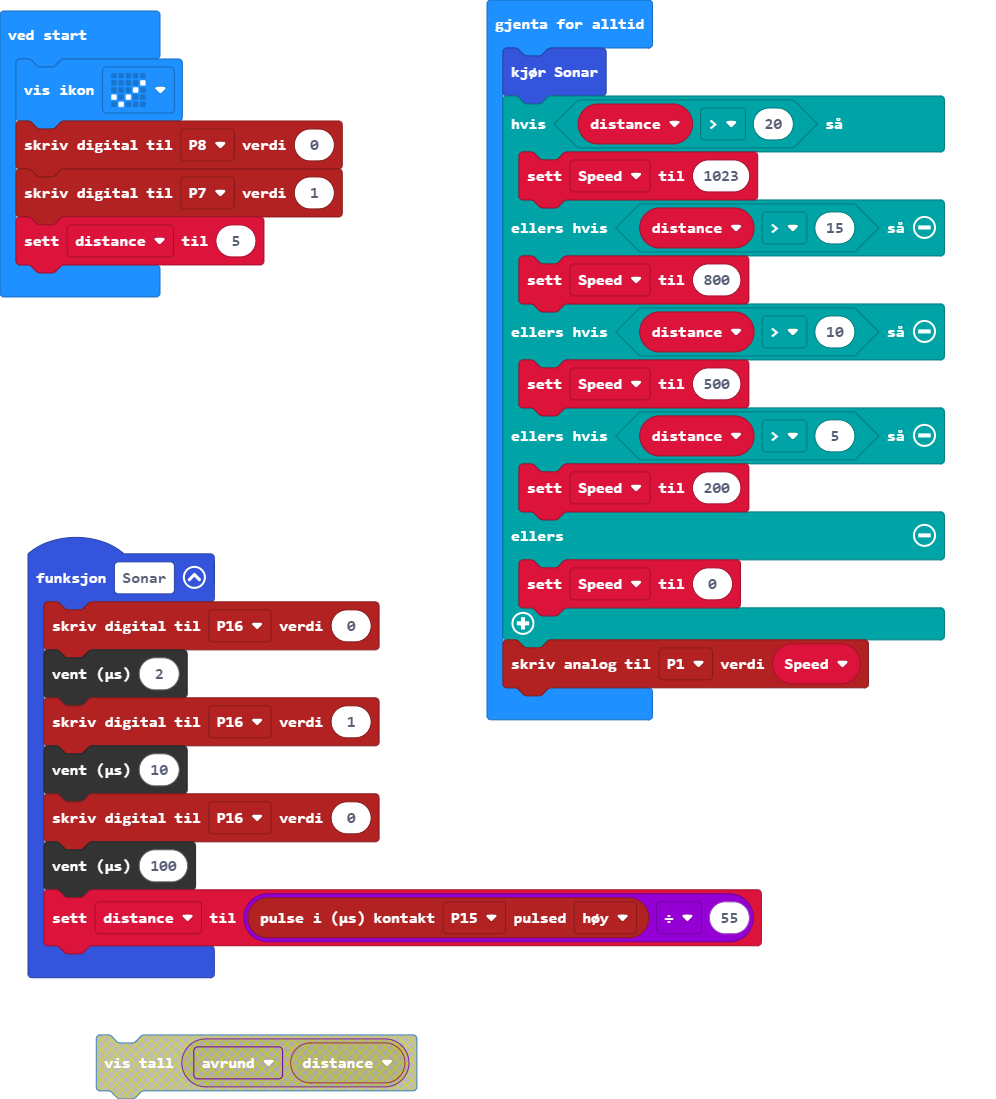 ved start
vis ikon
skriv digital til P8 verdi 0
skriv digital til P7 verdi 1
sett distance til 5
gjenta for alltid
kjør Sonar
hvis distance > 20 så
sett Speed til 1023
ellers hvis distance > 15 så
sett Speed til 800
ellers hvis distance > 10 så
sett Speed til 500
ellers hvis distance > 5 så
sett Speed til 200
ellers
sett Speed til 0
skriv analog til P1 verdi Speed
funksjon Sonar
skriv digital til P16 verdi 0
vent (µs) 2
skriv digital til P16 verdi 1
vent (µs) 10
skriv digital til P16 verdi 0
vent (µs) 100
sett distance til pulse i (µs) kontakt P15 pulsed høy ÷ 55
vis tall avrund distance